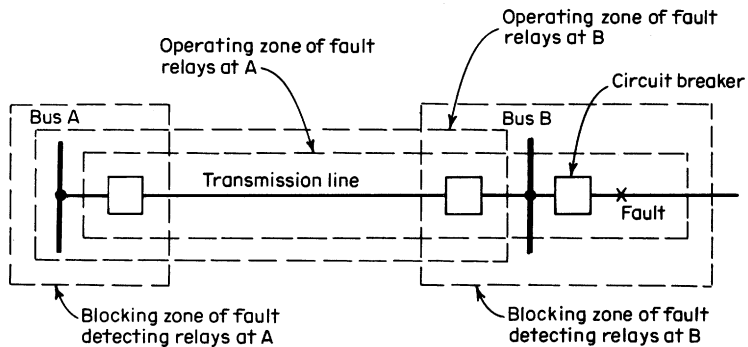 Operating zone of fault
relays at B
Operating zone of fault
relays at A
Circuit breaker
Bus A
Bus B
Transmission line
Fault
Blocking zone of fault
detecting relays at A
Blocking zone of fault
detecting relays at B